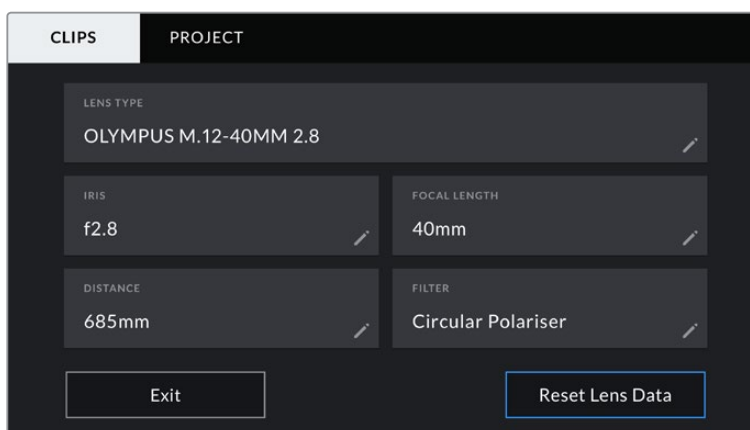 CLIPS PROJECT
LENS TYPE
OLYMPUS M.12-40MM 2.8
IRIS
f2.8
FOCAL LENGTH
40mm
DISTANCE
685mm
FILTER
Circular Polariser
Exit
Reset Lens Data